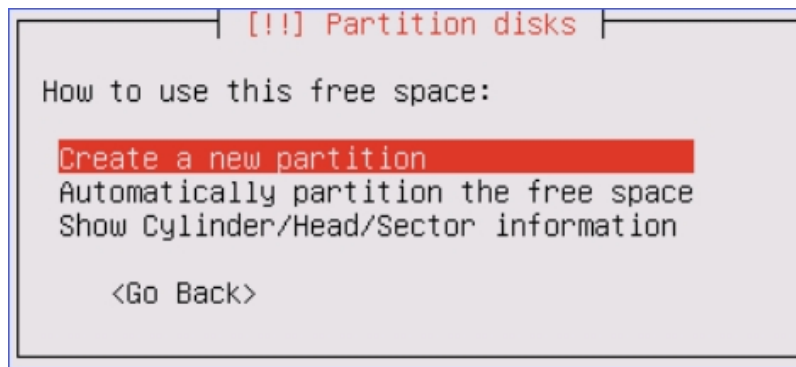 [!!] Partition disks
How to use this free space:
Create a new partition
Automatically partition the free space
Show Cylinder/Head/Sector information
<Go Back>